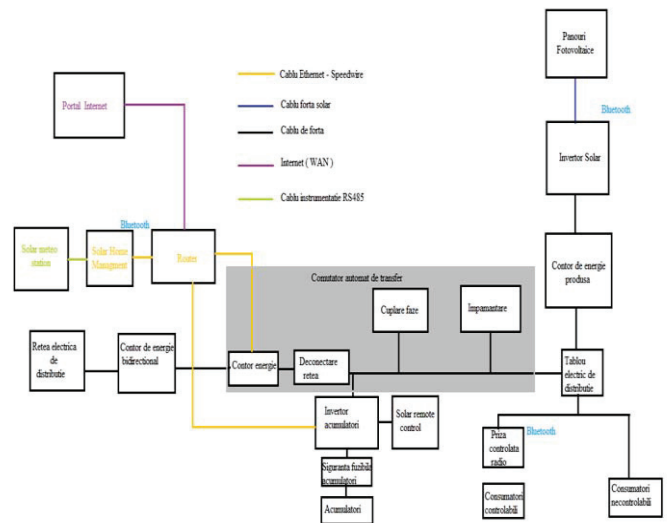 Panouri
Fotovoltaice
Cablu Ethernet - Speedwire
Cablu forta solar
Cablu de forta
Internet ( WAN )
Cablu instrumentatie RS485
Portal Internet
Bluetooth
Invertor Solar
Bluetooth
Solar meteo
station
Solar Home
Managment
Router
Contor de energie
produsa
Comutator automat de transfer
Cuplare faze
Impamantare
Retea electrica
de
distributie
Contor de energie
bidirectional
Contor energie
Deconectare
retea
Tablou
electric de
distributie
Invertor
acumulatori
Solar remote
control
Priza
controlata
radio
Bluetooth
Siguranta fuzibila
acumulatori
Acumulatori
Consumatori
controlabili
Consumatori
necontrolabili